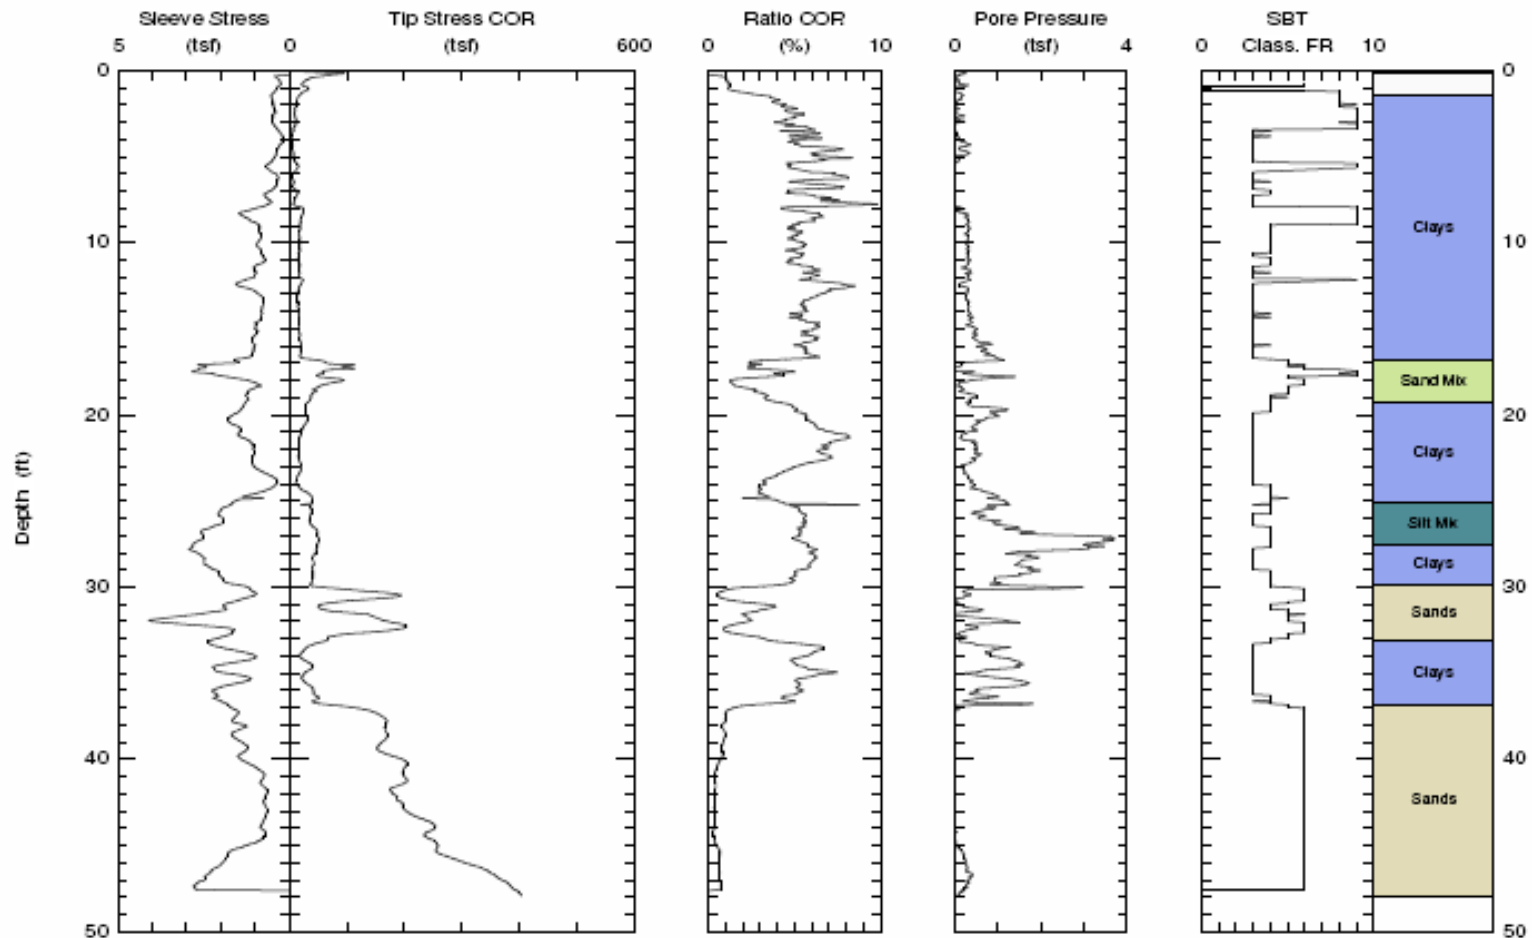 Sleeve Stress Tip Stress COR Ratio COR Pore Pressure SBT
(tsf) (tsf) (%) (tsf) Class. FR
5 0 600 0 10 0 4 0 10
0 0
Clays
10 10
Sand Mix
20 20
Clays
Depth (ft)
Silt Mix
Clays
30 30
Sands
Clays
40 40
Sands
50 50